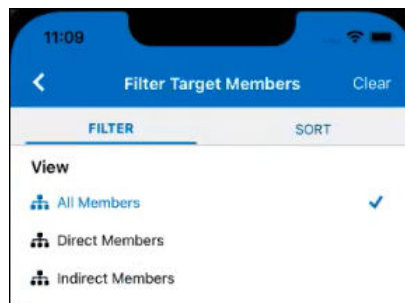 11:09
Filter Target Members Clear
FILTER SORT
View
All Members
Direct Members
Indirect Members